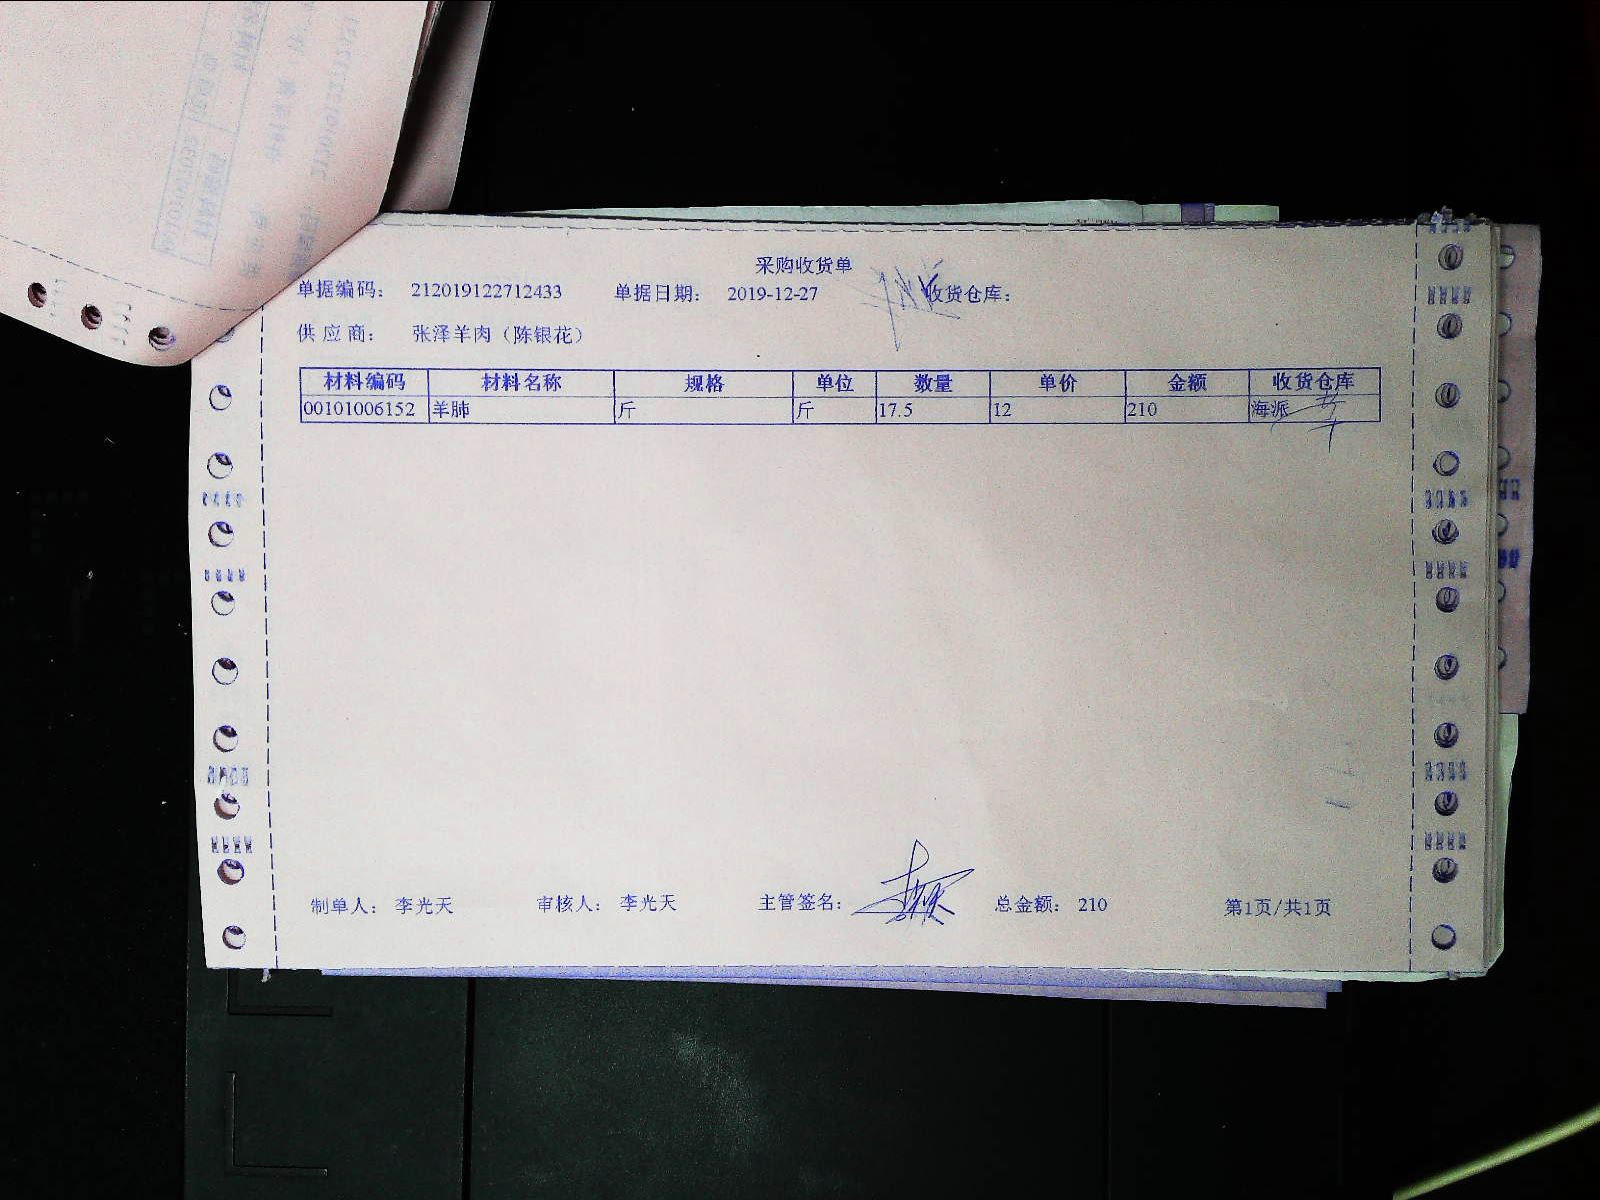 采购收货单
单据编码： 212019122712433 单据日期： 2019-12-27 收货仓库：
供 应 商： 张泽羊肉（陈银花）
材料编码 材料名称 规格 单位 数量 单价 金额 收货仓库
00101006152 羊肺 斤 斤 17.5 12 210 海派
制单人： 李光天 审核人： 李光天 主管签名： 总金额： 210 第1页/共1页